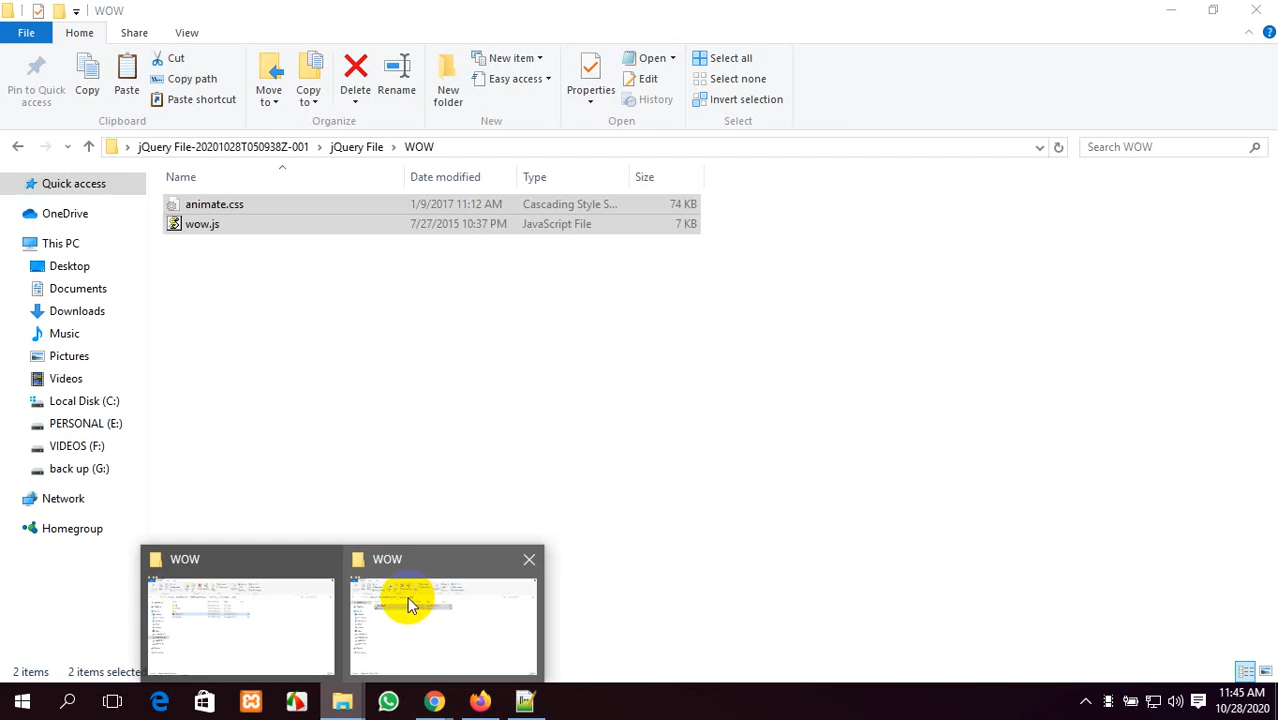 WOW
File Home Share View
Pin to Quick access
Copy
Paste
Cut
Copy path
Paste shortcut
Clipboard
Move to
Copy to
Delete
Rename
Organize
New folder
New item
Easy access
New
Properties
Open
Edit
History
Open
Select all
Select none
Invert selection
Select
jQuery File-20201028T050938Z-001 > jQuery File > WOW
Search WOW
Name Date modified Type Size
animate.css 1/9/2017 11:12 AM Cascading Style S... 74 KB
wow.js 7/27/2015 10:37 PM JavaScript File 7 KB
Quick access
OneDrive
This PC
Desktop
Documents
Downloads
Music
Pictures
Videos
Local Disk (C:)
PERSONAL (E:)
VIDEOS (F:)
back up (G:)
Network
Homegroup
WOW
WOW
2 items 2 items selected
11:45 AM
10/28/2020